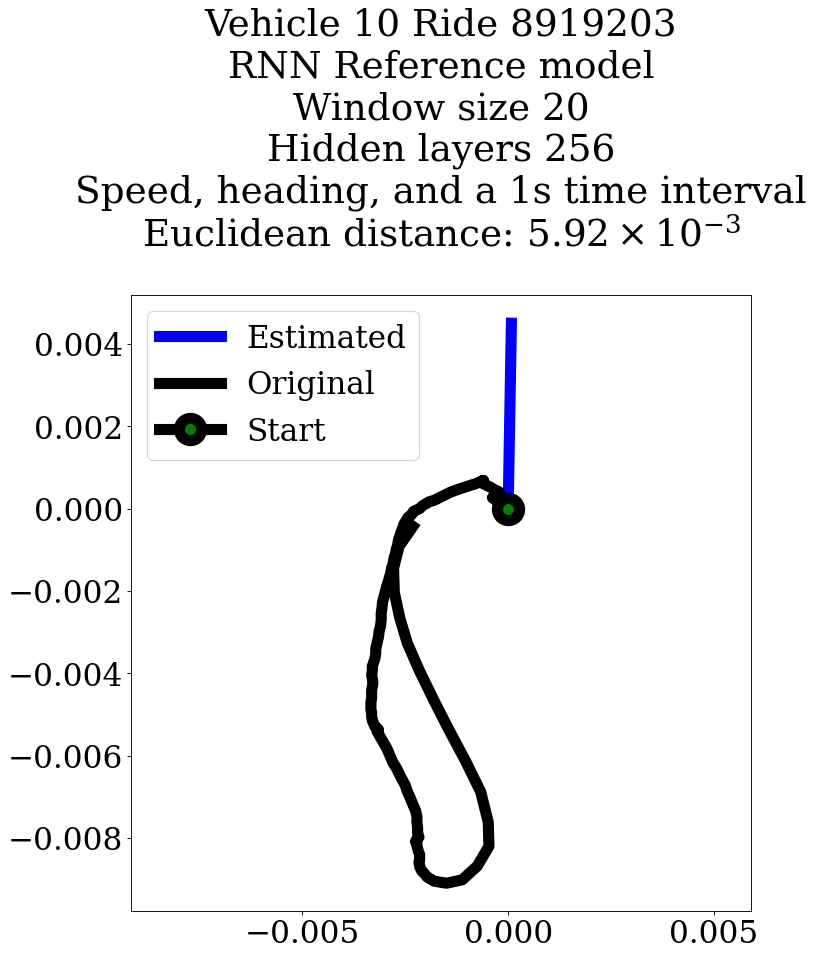 Vehicle 10 Ride 8919203
RNN Reference model
Window size 20
Hidden layers 256
Speed, heading, and a 1s time interval
Euclidean distance: 5.92 × 10⁻³
Estimated
Original
Start
0.004
0.002
0.000
−0.002
−0.004
−0.006
−0.008
−0.005 0.000 0.005